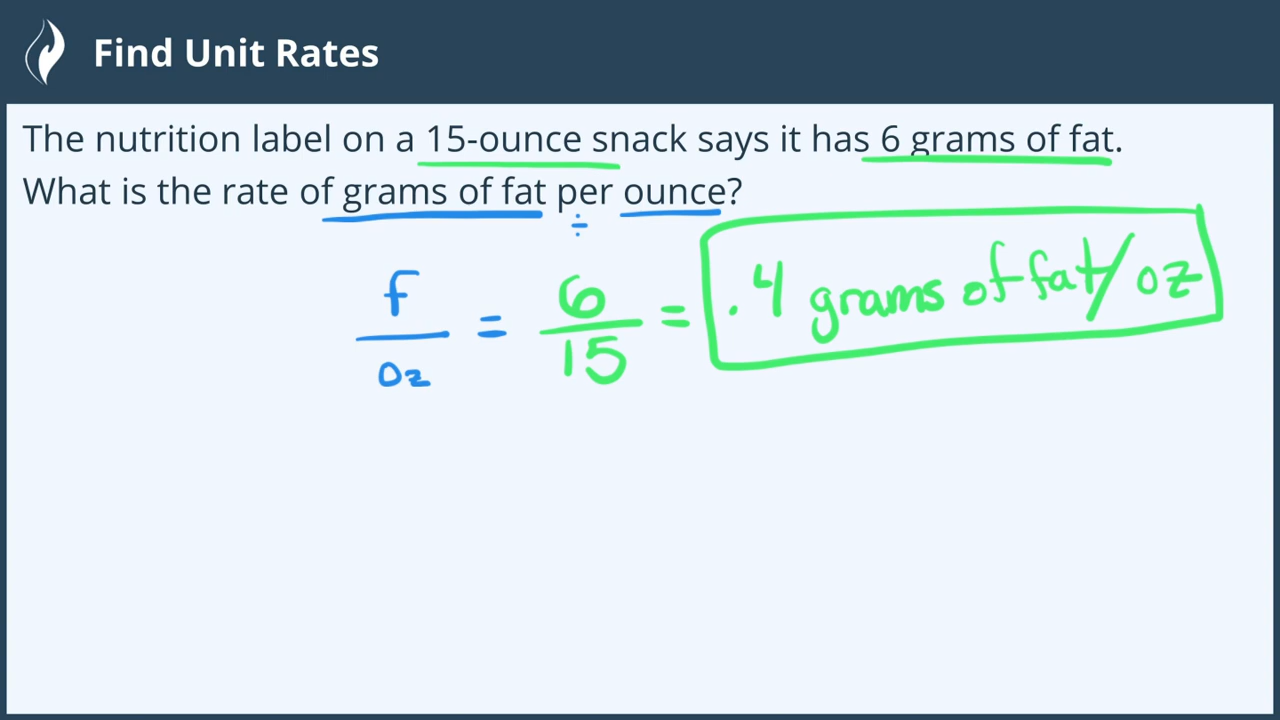 Find Unit Rates
The nutrition label on a 15-ounce snack says it has 6 grams of fat.
What is the rate of grams of fat per ounce?
÷
f
oz
=
6
15
=
.4 grams of fat/oz